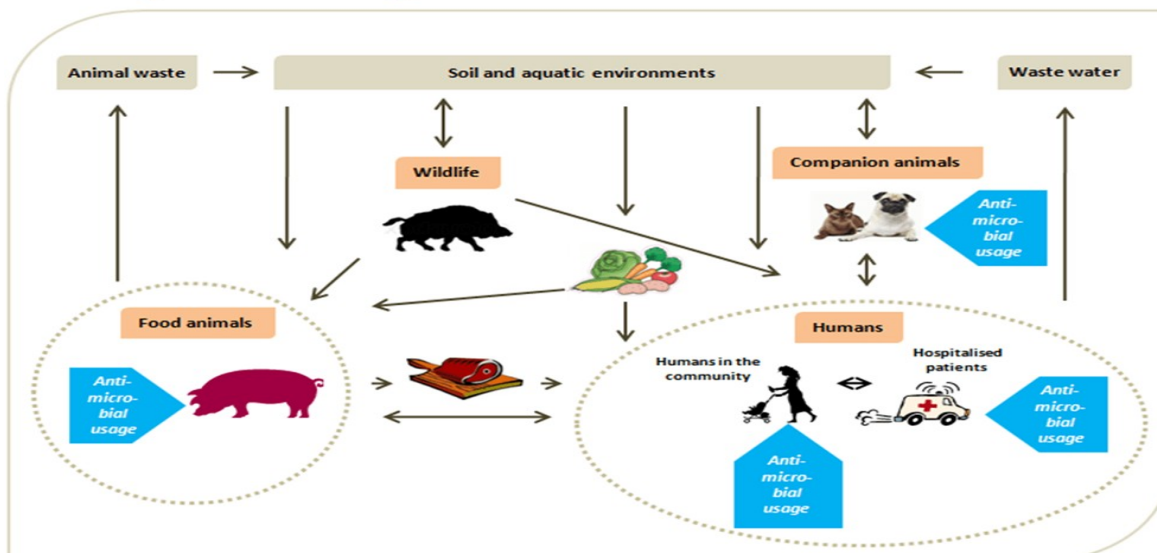 Animal waste
Soil and aquatic environments
Waste water
Wildlife
Companion animals
Anti-
micro-
bial
usage
Food animals
Humans
Humans in the
community
Hospitalised
patients
Anti-
micro-
bial
usage
Anti-
micro-
bial
usage
Anti-
micro-
bial
usage